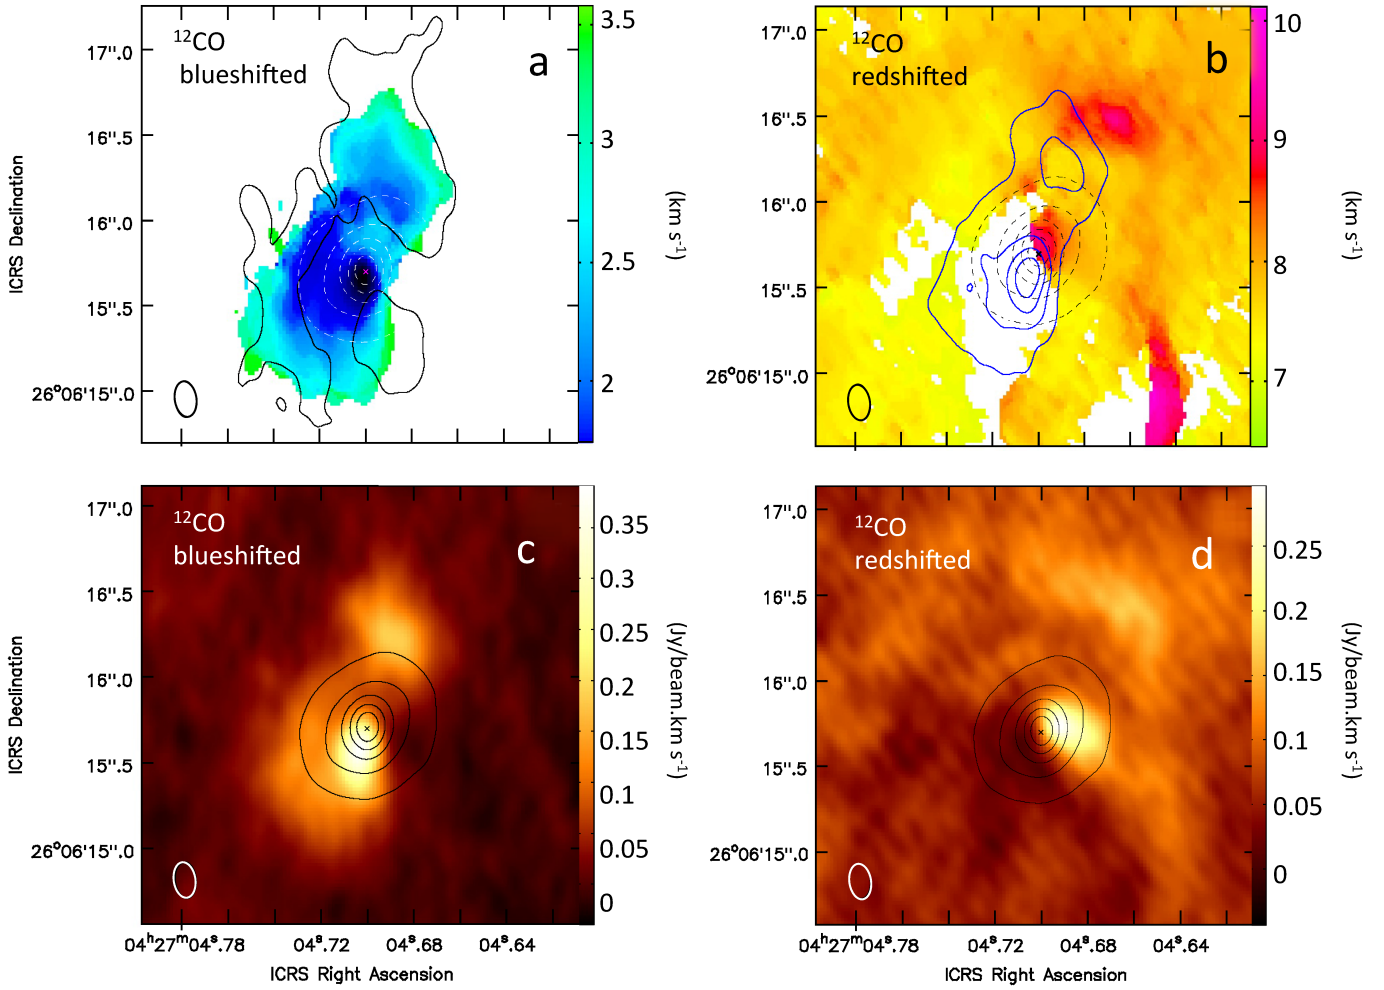 ¹²CO
blueshifted
a
17".0
16".5
16".0
15".5
26°06'15".0
ICRS Declination
3.5
3
2.5
2
(km s⁻¹)
¹²CO
redshifted
b
17".0
16".5
16".0
15".5
26°06'15".0
10
9
8
7
(km s⁻¹)
¹²CO
blueshifted
c
17".0
16".5
16".0
15".5
26°06'15".0
ICRS Declination
0.35
0.3
0.25
0.2
0.15
0.1
0.05
0
(Jy/beam.km s⁻¹)
04ʰ27ᵐ04ˢ.78
04ˢ.72
04ˢ.68
04ˢ.64
ICRS Right Ascension
¹²CO
redshifted
d
17".0
16".5
16".0
15".5
26°06'15".0
0.25
0.2
0.15
0.1
0.05
0
(Jy/beam.km s⁻¹)
04ʰ27ᵐ04ˢ.78
04ˢ.72
04ˢ.68
04ˢ.64
ICRS Right Ascension